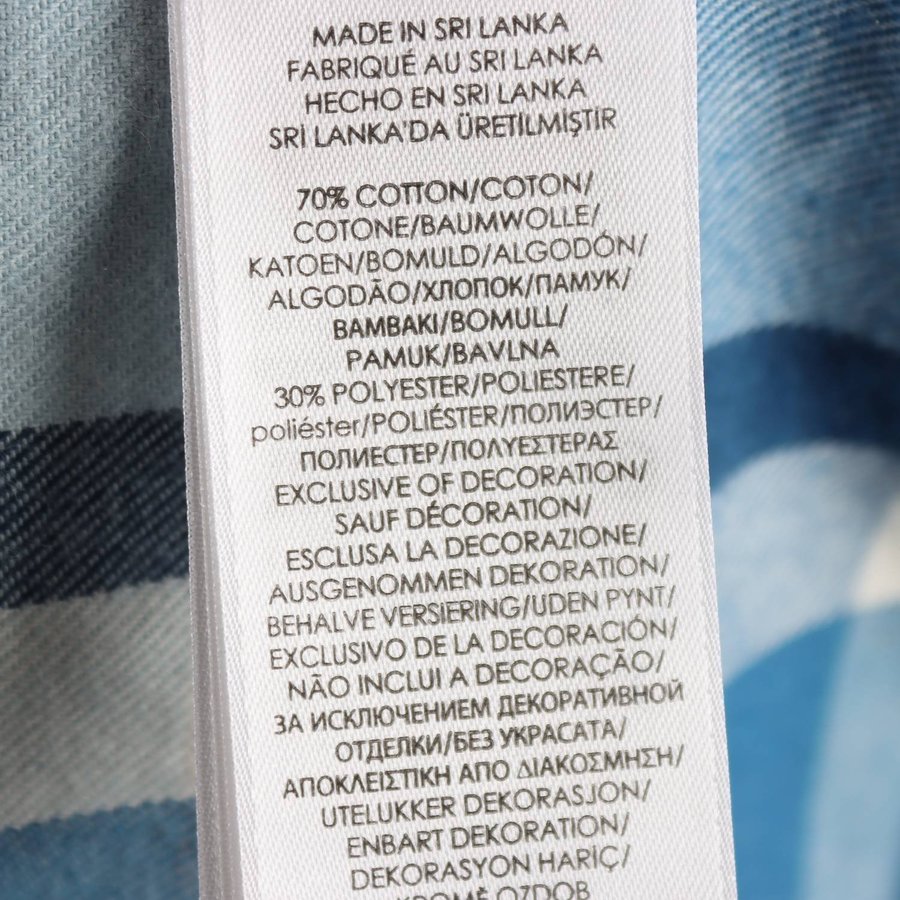 MADE IN SRI LANKA
FABRIQUÉ AU SRI LANKA
HECHO EN SRI LANKA
SRI LANKA'DA ÜRETILMIŞTIR
70% COTTON/COTON/
COTONE/BAUMWOLLE/
KATOEN/BOMULD/ALGODÓN/
ALGODÃO/ХЛОПОК/ПАМУК/
ΒΑΜΒΑΚΙ/BOMULL/
PAMUK/BAVLNA
30% POLYESTER/POLIESTERE/
poliéster/POLIÉSTER/ПОЛИЭСТЕР/
ПОЛИЕСТЕР/ΠΟΛΥΕΣΤΕΡΑΣ
EXCLUSIVE OF DECORATION/
SAUF DÉCORATION/
ESCLUSA LA DECORAZIONE/
AUSGENOMMEN DEKORATION/
BEHALVE VERSIERING/UDEN PYNT/
EXCLUSIVO DE LA DECORACIÓN/
NÃO INCLUI A DECORAÇÃO/
ЗА ИСКЛЮЧЕНИЕМ ДЕКОРАТИВНОЙ
ОТДЕЛКИ/БЕЗ УКРАСАТА/
ΑΠΟΚΛΕΙΣΤΙΚΗ ΑΠΟ ΔΙΑΚΟΣΜΗΣΗ/
UTELUKKER DEKORASJON/
ENBART DEKORATION/
DEKORASYON HARIÇ/
KROMĚ OZDOB